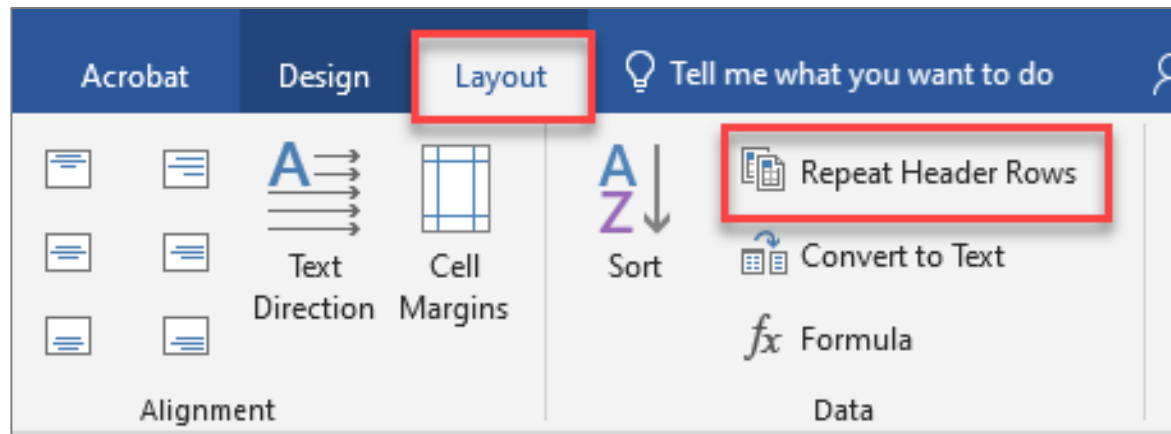 Acrobat Design Layout Tell me what you want to do
Repeat Header Rows
Text Direction
Cell Margins
Sort
Convert to Text
fx Formula
Alignment
Data